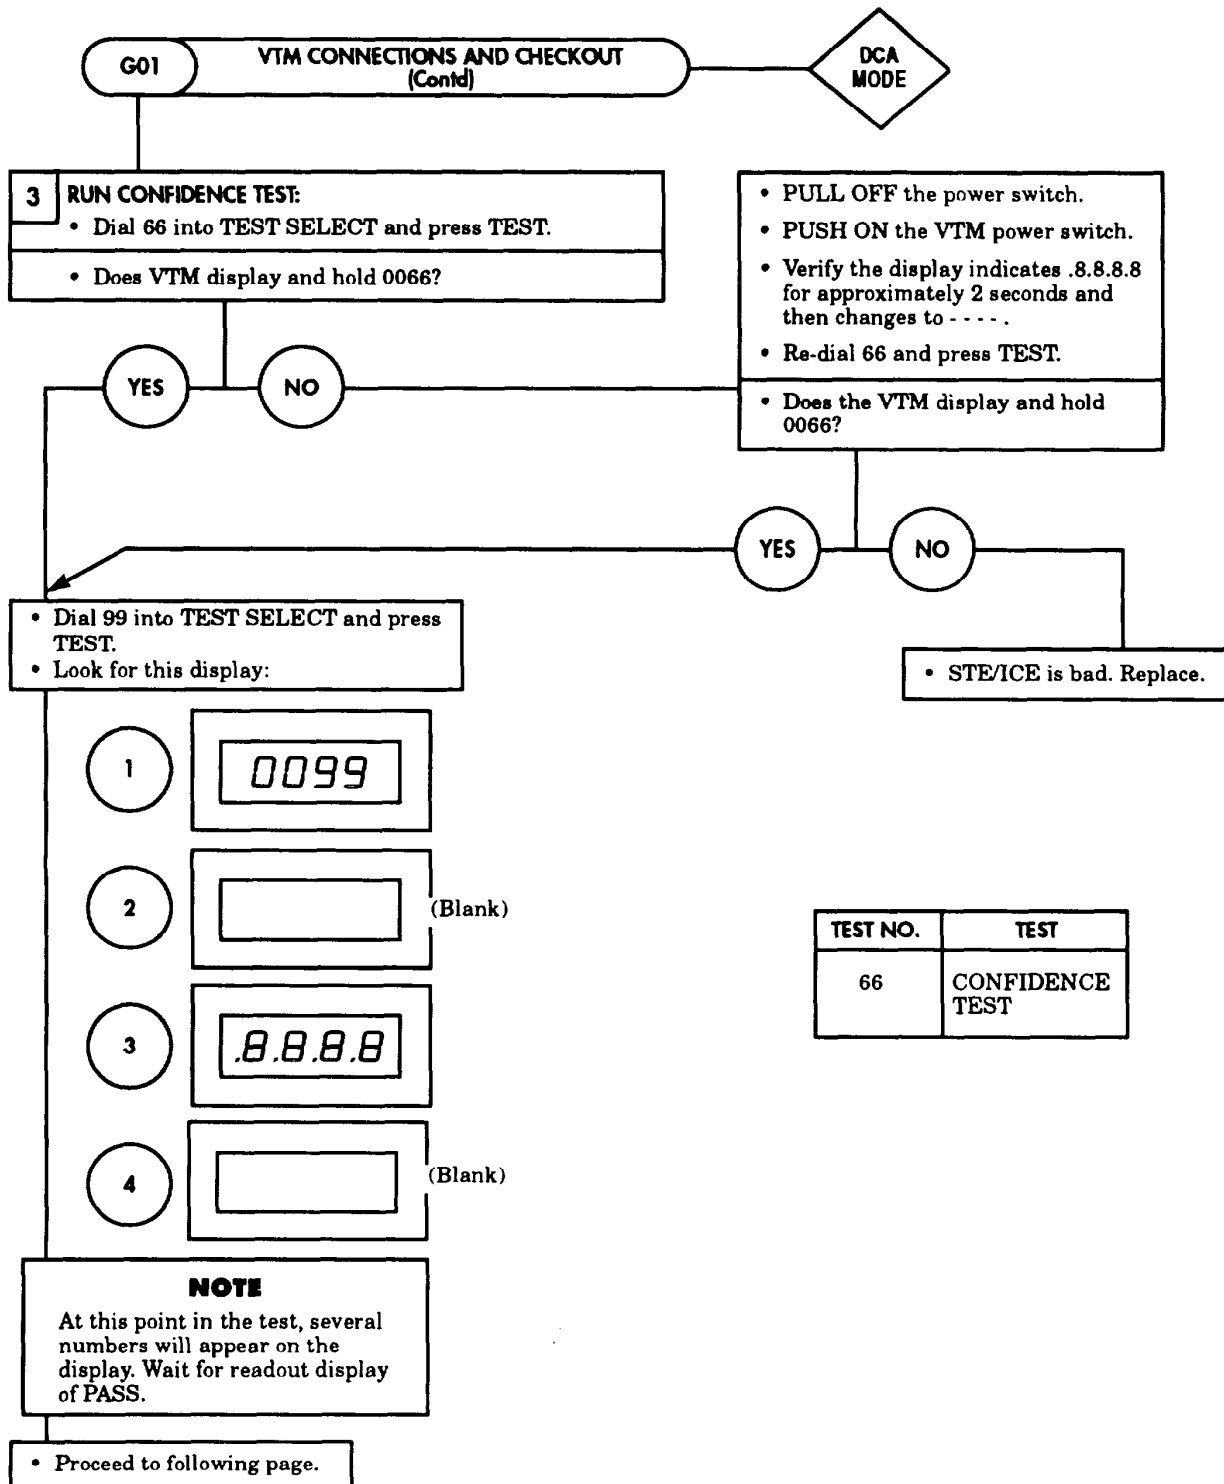 G01
VTM CONNECTIONS AND CHECKOUT
(Contd)
DCA
MODE
3
RUN CONFIDENCE TEST:
• Dial 66 into TEST SELECT and press TEST.
• Does VTM display and hold 0066?
• PULL OFF the power switch.
• PUSH ON the VTM power switch.
• Verify the display indicates .8.8.8.8
for approximately 2 seconds and
then changes to - - - - .
• Re-dial 66 and press TEST.
• Does the VTM display and hold
0066?
YES
NO
YES
NO
• Dial 99 into TEST SELECT and press
TEST.
• Look for this display:
• STE/ICE is bad. Replace.
1
0099
2
(Blank)
3
.8.8.8.8
4
(Blank)
TEST NO.
TEST
66
CONFIDENCE
TEST
NOTE
At this point in the test, several
numbers will appear on the
display. Wait for readout display
of PASS.
• Proceed to following page.